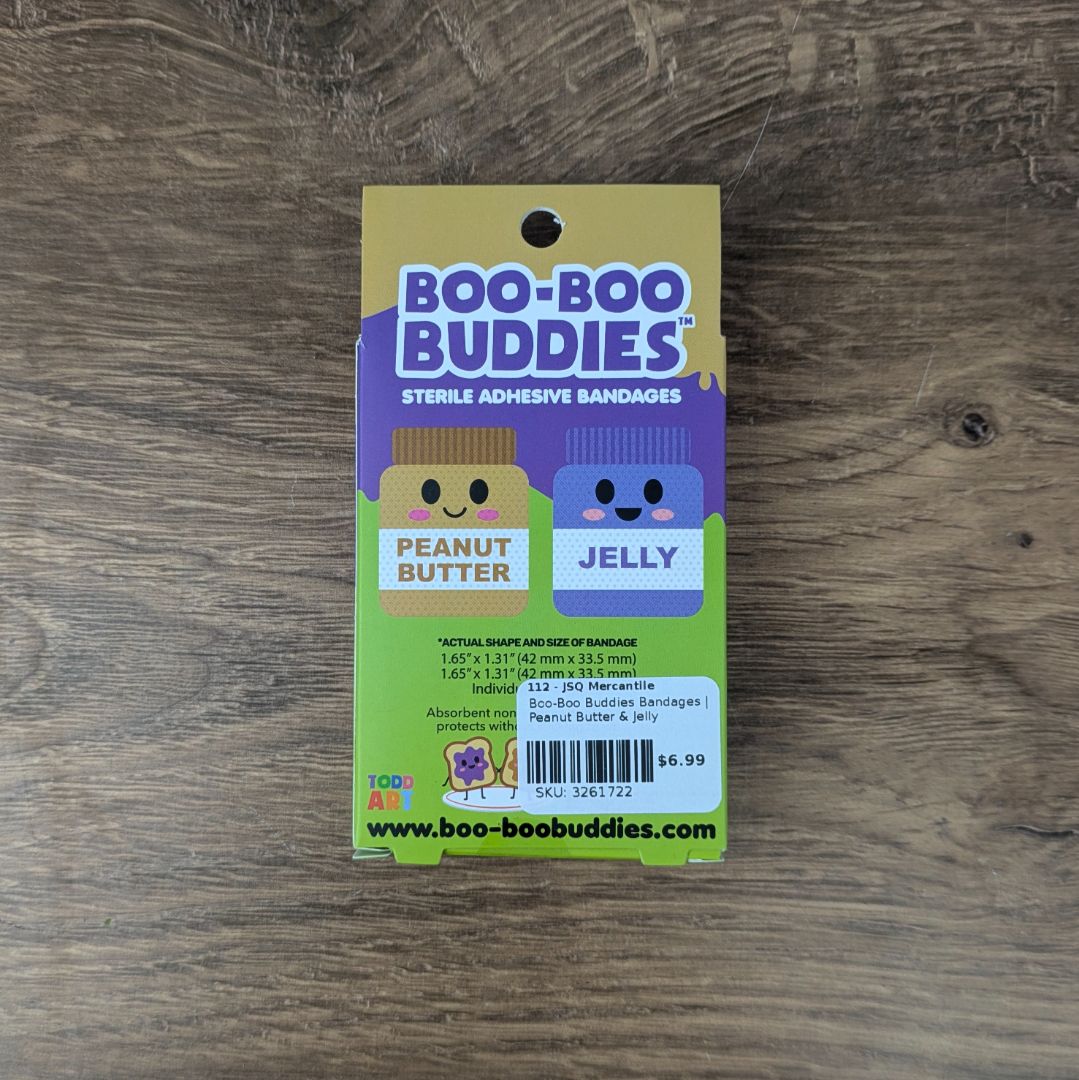 BOO-BOO
BUDDIES™
STERILE ADHESIVE BANDAGES
PEANUT
BUTTER
JELLY
*ACTUAL SHAPE AND SIZE OF BANDAGE
1.65" x 1.31" (42 mm x 33.5 mm)
1.65" x 1.31" (42 mm x 33.5 mm)
Absorbent
protects
112 - JSQ Mercantile
Boo-Boo Buddies Bandages |
Peanut Butter & Jelly
$6.99
SKU: 3261722
TODD
ART
www.boo-boobuddies.com